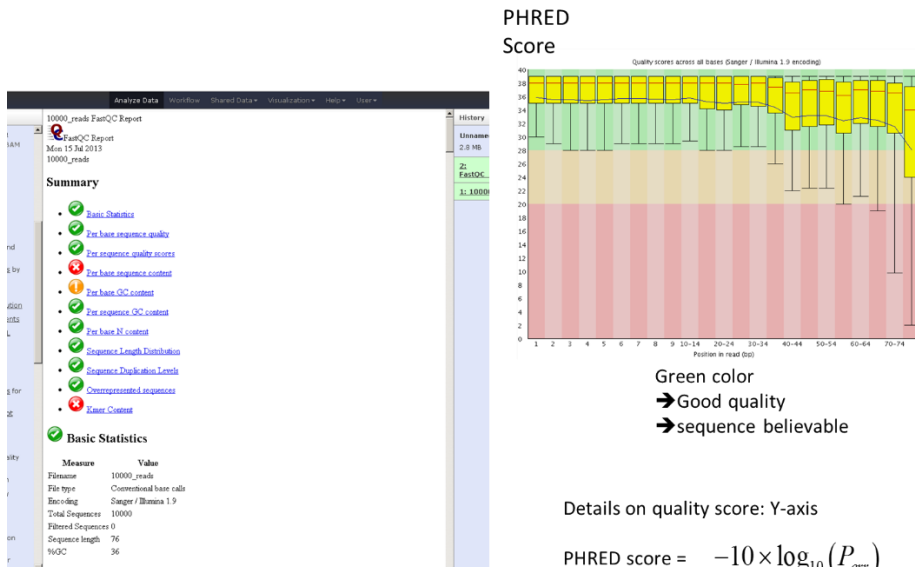 PHRED
Score
Quality scores across all bases (Sanger / Illumina 1.9 encoding)
40
38
36
34
32
30
28
26
24
22
20
18
16
14
12
10
8
6
4
2
0
1 2 3 4 5 6 7 8 9 10-14 20-24 30-34 40-44 50-54 60-64 70-74
Position in read (bp)
Green color
➔Good quality
➔sequence believable
Details on quality score: Y-axis
PHRED score = −10×log₁₀(P
Analyze Data Workflow Shared Data▾ Visualization▾ Help▾ User▾
10000_reads FastQC Report
FastQC Report
Mon 15 Jul 2013
10000_reads
Summary
Basic Statistics
Per base sequence quality
Per sequence quality scores
Per base sequence content
Per base GC content
Per sequence GC content
Per base N content
Sequence Length Distribution
Sequence Duplication Levels
Overrepresented sequences
Kmer Content
Basic Statistics
Measure Value
Filename 10000_reads
File type Conventional base calls
Encoding Sanger / Illumina 1.9
Total Sequences 10000
Filtered Sequences 0
Sequence length 76
%GC 36
History
2.8 MB
2:
FastQC